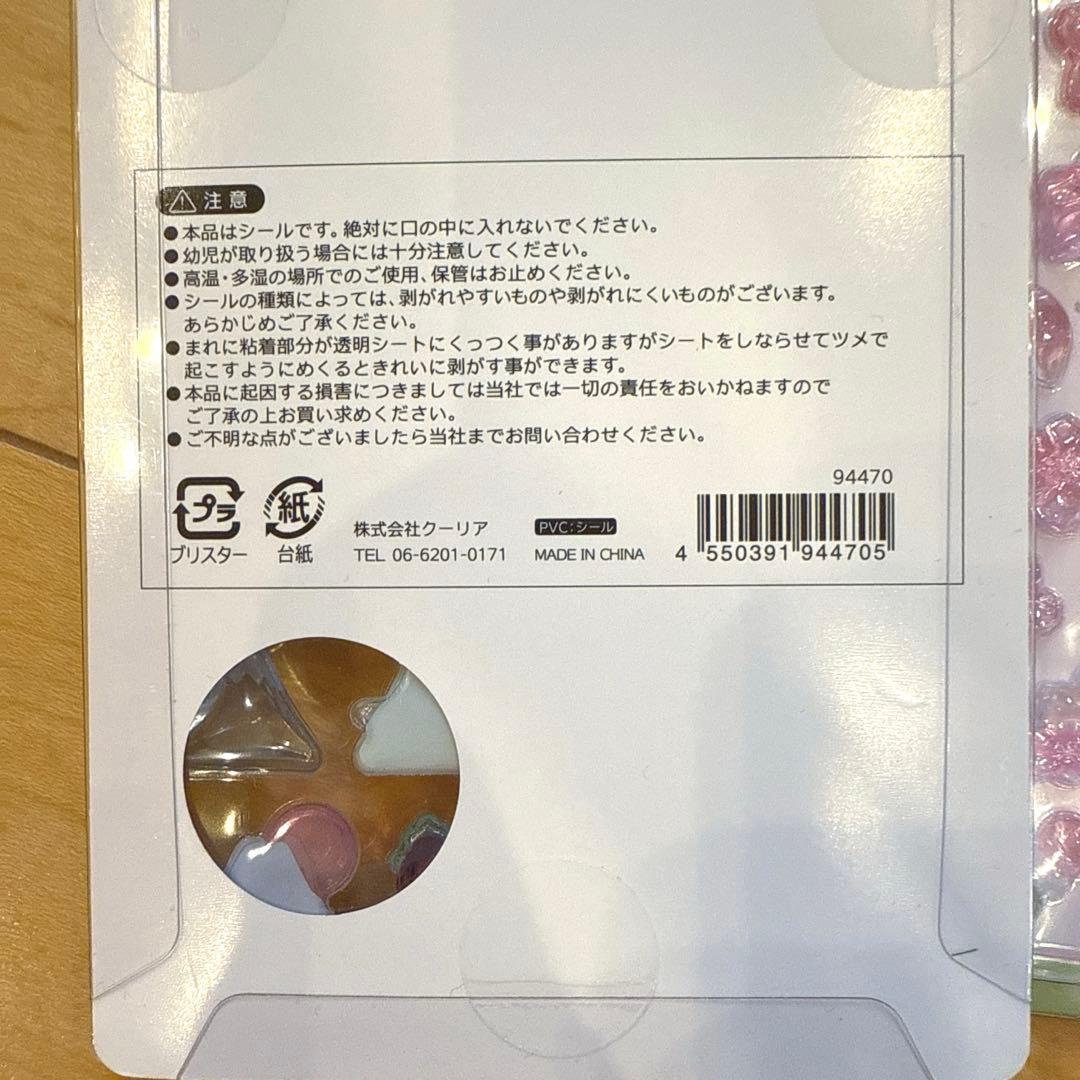 注意
●本品はシールです。絶対に口の中に入れないでください。
●幼児が取り扱う場合には十分注意してください。
●高温・多湿の場所でのご使用、保管はお止めください。
●シールの種類によっては、剥がれやすいものや剥がれにくいものがございます。
あらかじめご了承ください。
●まれに粘着部分が透明シートにくっつく事がありますがシートをしならせてツメで
起こすようにめくるときれいに剥がす事ができます。
●本品に起因する損害につきましては当社では一切の責任をおいかねますので
ご了承の上お買い求めください。
●ご不明な点がございましたら当社までお問い合わせください。
プラ
ブリスター
紙
台紙
株式会社クーリア
TEL 06-6201-0171
PVC:シール
MADE IN CHINA
94470
4 550391 944705